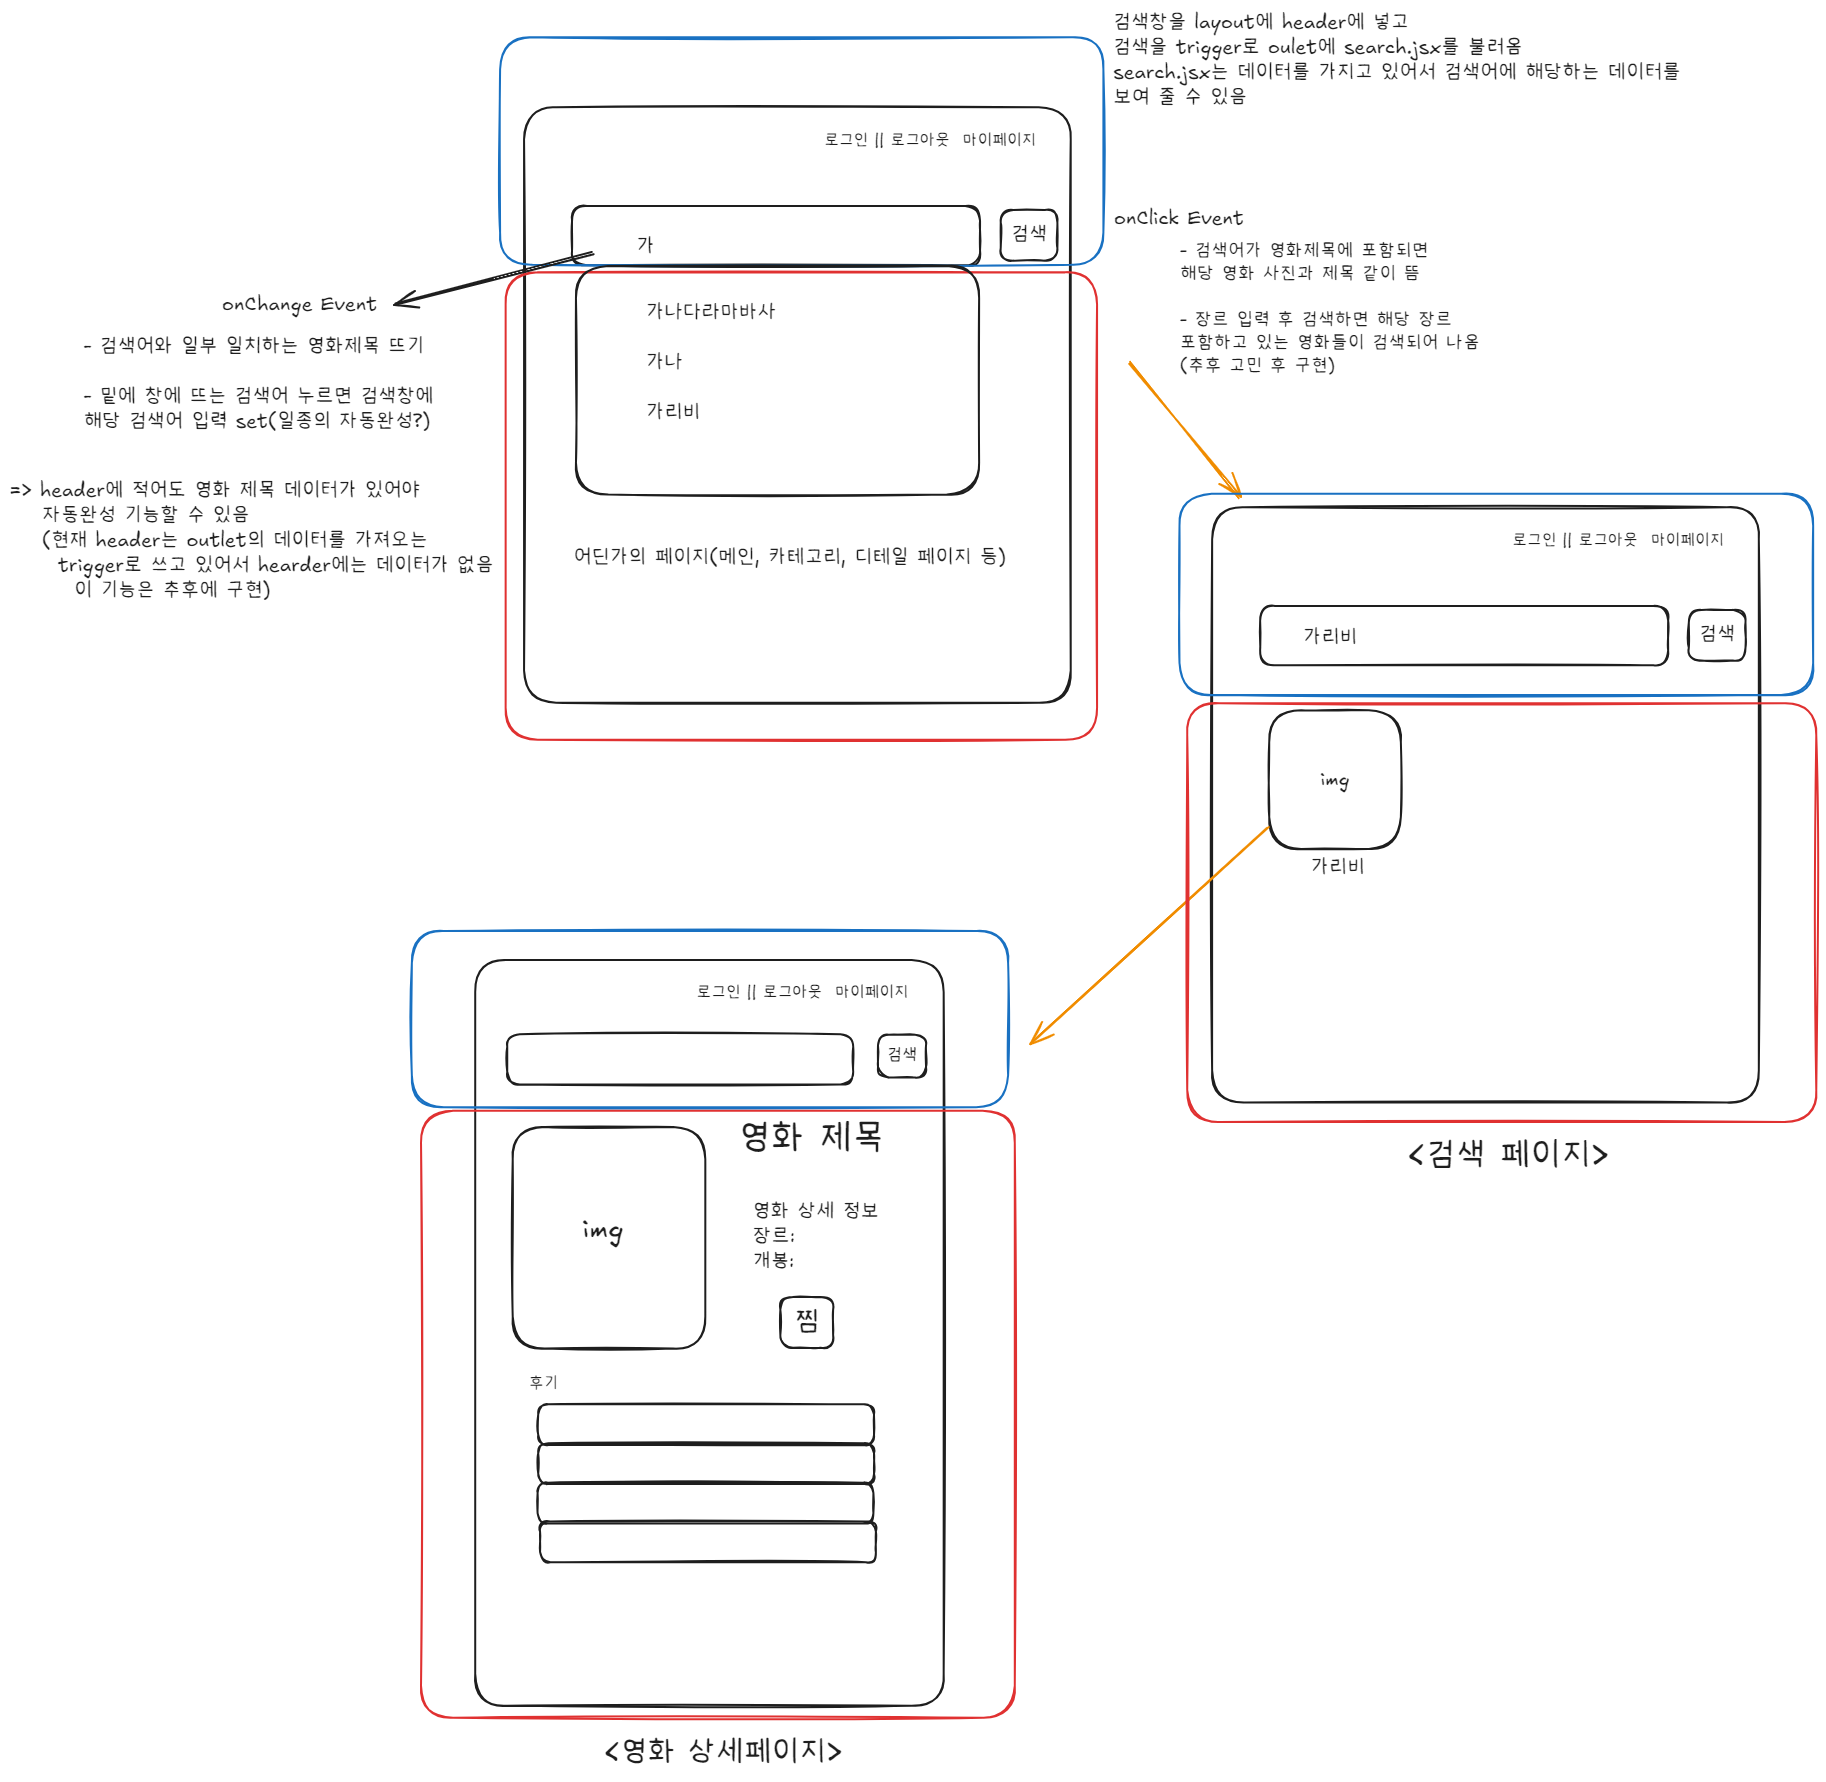 검색창을 layout에 header에 넣고
검색을 trigger로 oulet에 search.jsx를 불러옴
search.jsx는 데이터를 가지고 있어서 검색어에 해당하는 데이터를
보여 줄 수 있음
로그인 || 로그아웃 마이페이지
가
검색
onClick Event
- 검색어가 영화제목에 포함되면
해당 영화 사진과 제목 같이 뜸
- 장르 입력 후 검색하면 해당 장르
포함하고 있는 영화들이 검색되어 나옴
(추후 고민 후 구현)
onChange Event
- 검색어와 일부 일치하는 영화제목 뜨기
- 밑에 창에 뜨는 검색어 누르면 검색창에
해당 검색어 입력 set(일종의 자동완성?)
=> header에 적어도 영화 제목 데이터가 있어야
자동완성 기능할 수 있음
(현재 header는 outlet의 데이터를 가져오는
trigger로 쓰고 있어서 hearder에는 데이터가 없음
이 기능은 추후에 구현)
가나다라마바사
가나
가리비
어딘가의 페이지(메인, 카테고리, 디테일 페이지 등)
로그인 || 로그아웃 마이페이지
가리비
검색
img
가리비
<검색 페이지>
로그인 || 로그아웃 마이페이지
검색
영화 제목
img
영화 상세 정보
장르:
개봉:
찜
후기
<영화 상세페이지>